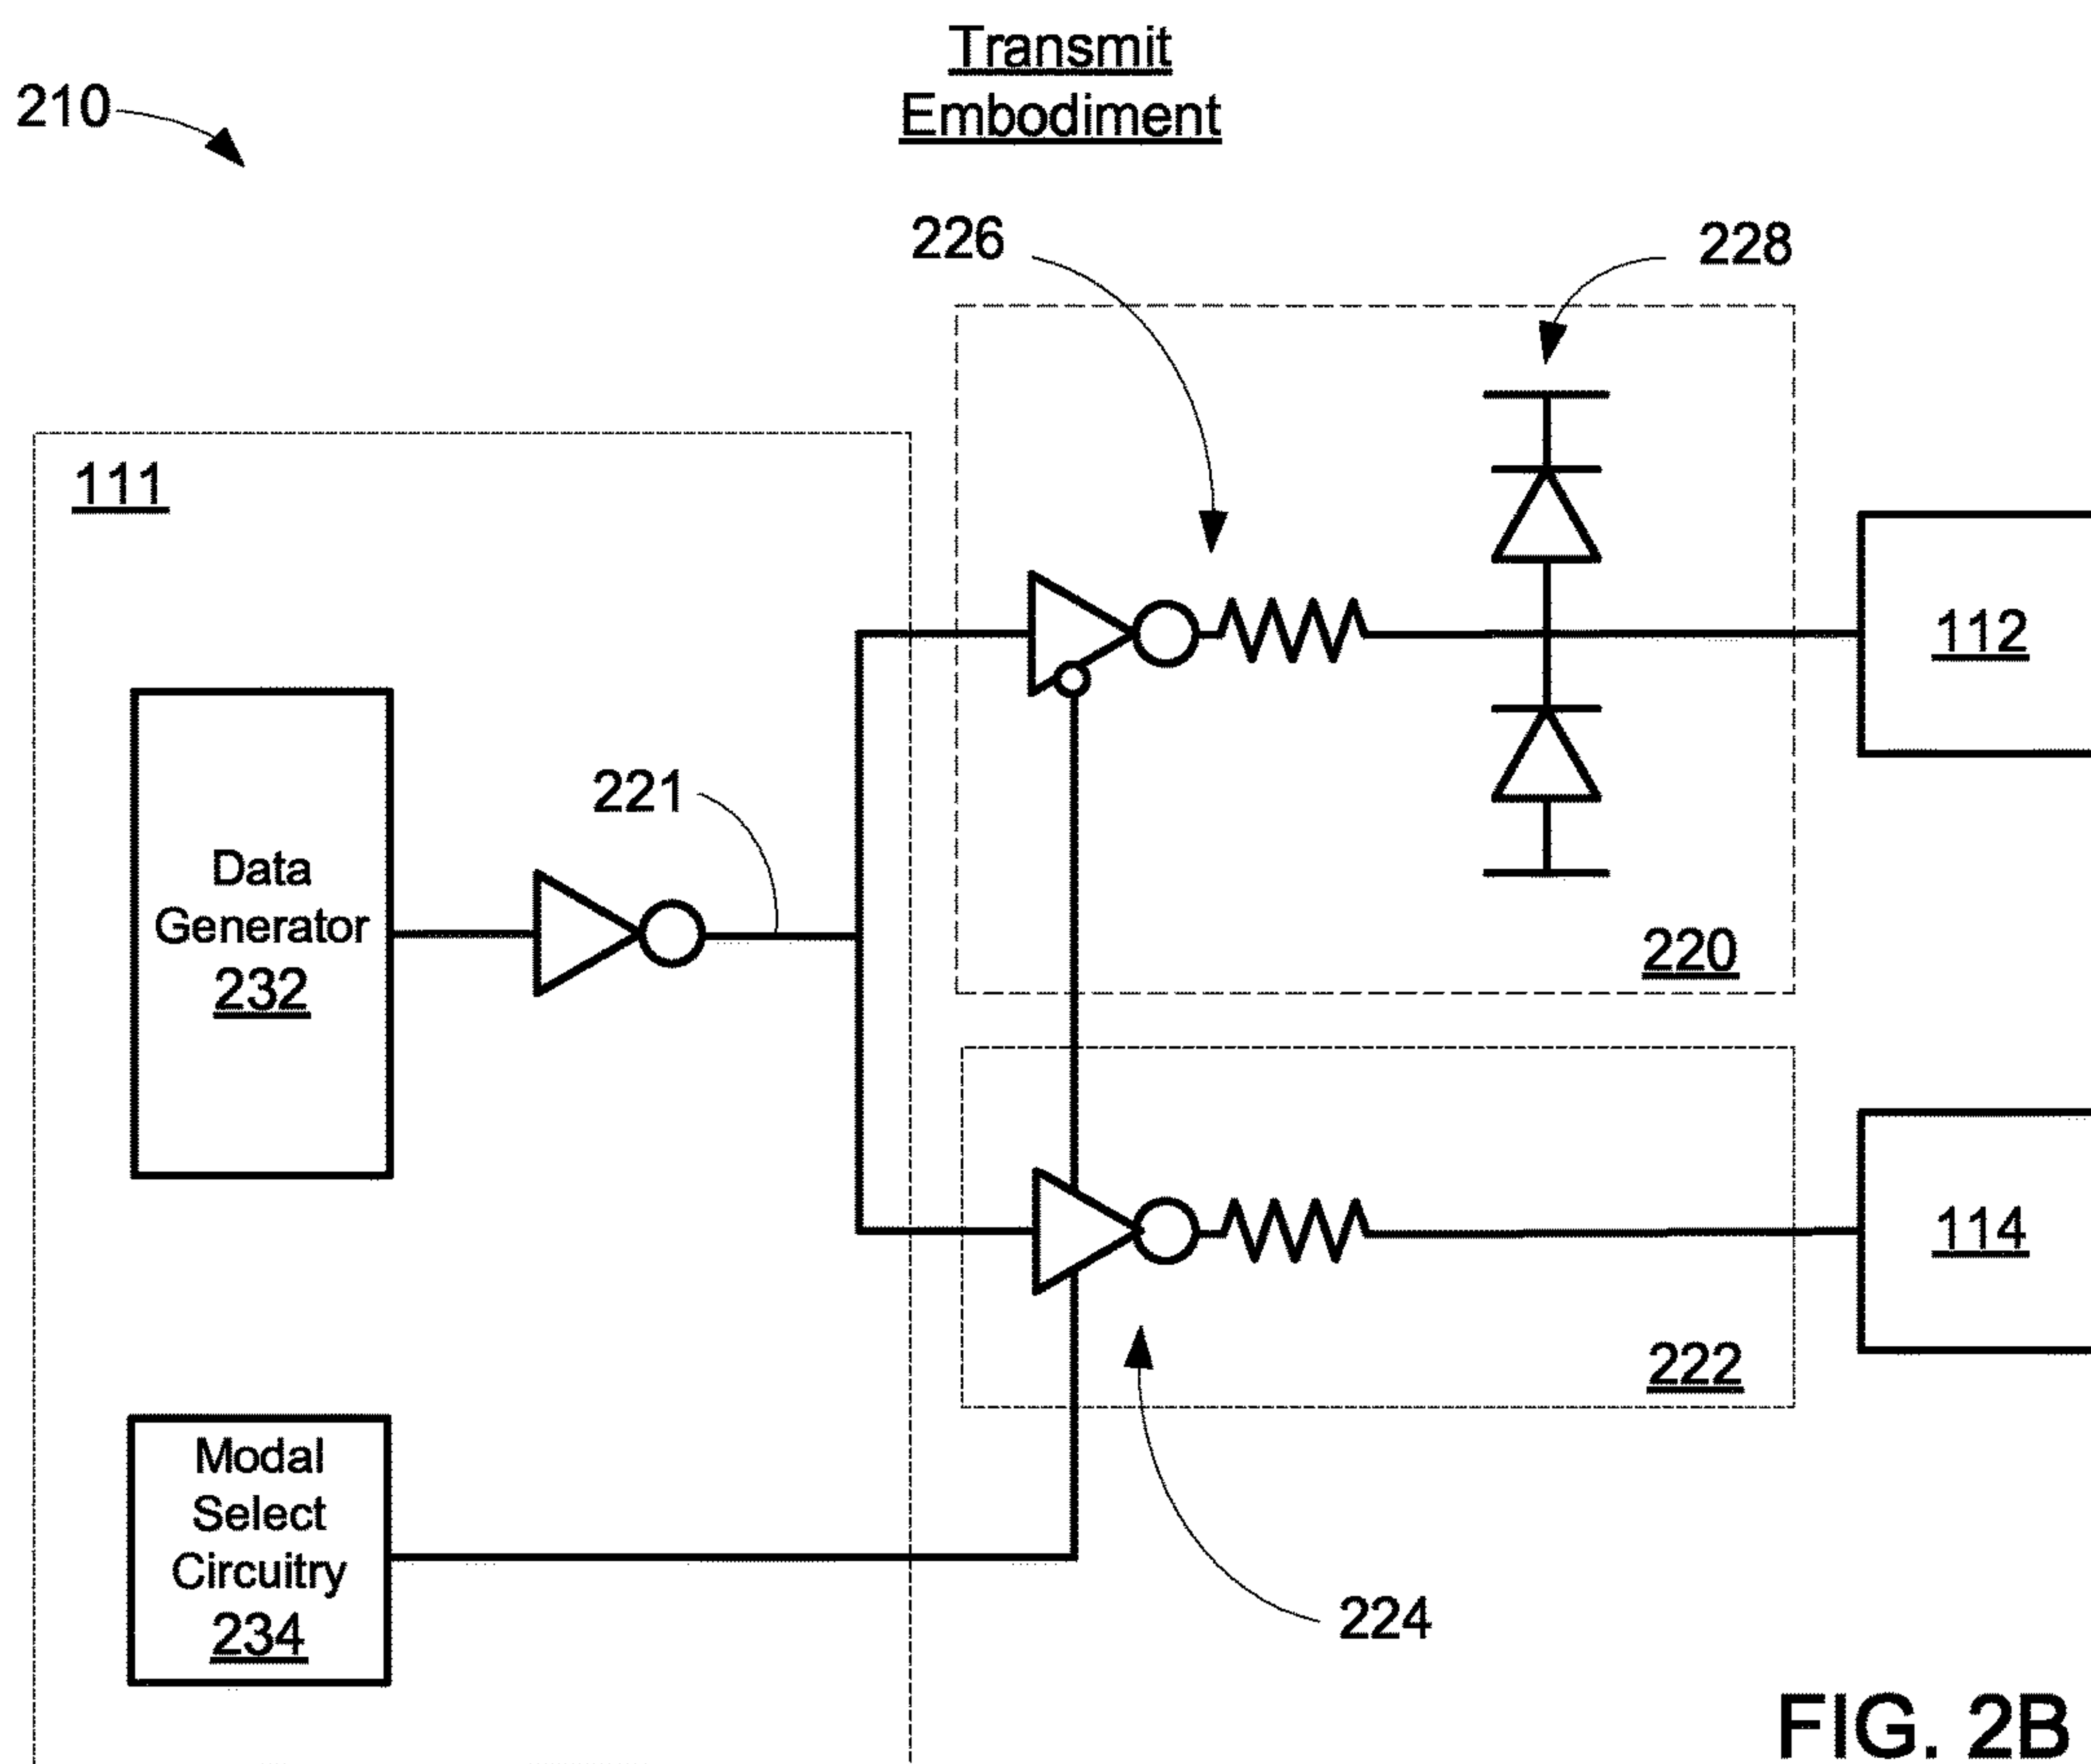 Transmit
Embodiment
210
226
228
111
112
221
Data
Generator
232
220
114
222
Modal
Select
Circuitry
234
224
FIG. 2B